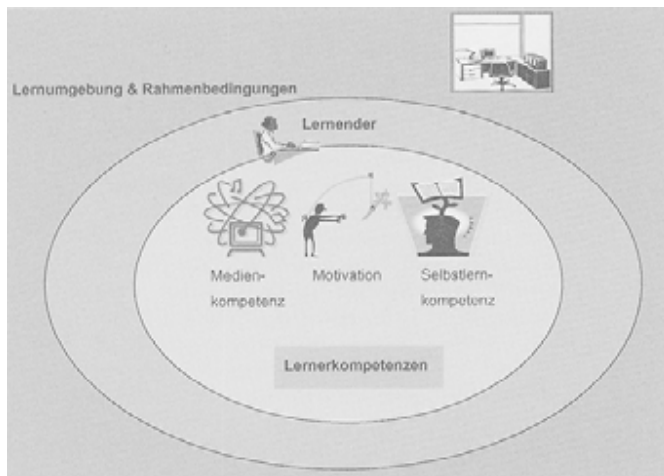 Lernumgebung & Rahmenbedingungen
Lernender
Medien-
kompetenz
Motivation
Selbstlern-
kompetenz
Lernerkompetenzen